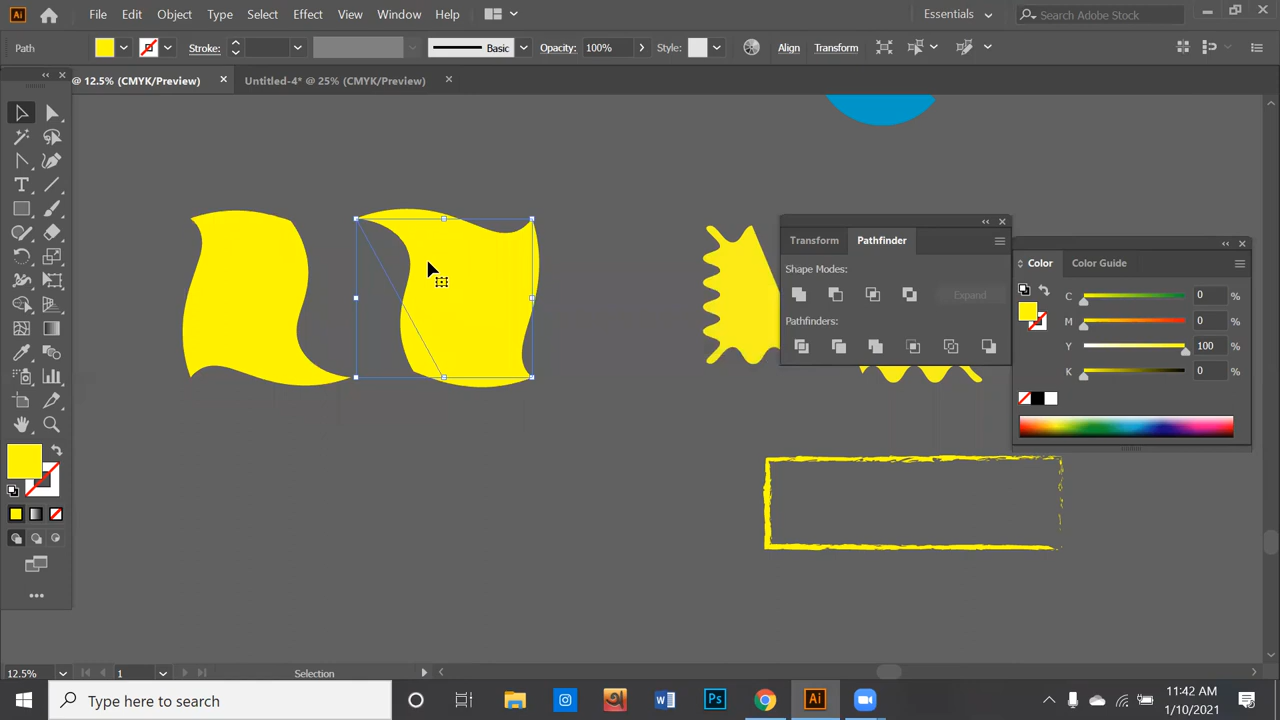 Ai File Edit Object Type Select Effect View Window Help Essentials Search Adobe Stock
Path Stroke: Basic Opacity: 100% Style: Align Transform
@ 12.5% (CMYK/Preview) Untitled-4* @ 25% (CMYK/Preview)
Transform Pathfinder
Shape Modes:
Expand
Pathfinders:
Color Color Guide
C 0 %
M 0 %
Y 100 %
K 0 %
12.5% 1 Selection
Type here to search
Ps
Ai
11:42 AM
1/10/2021